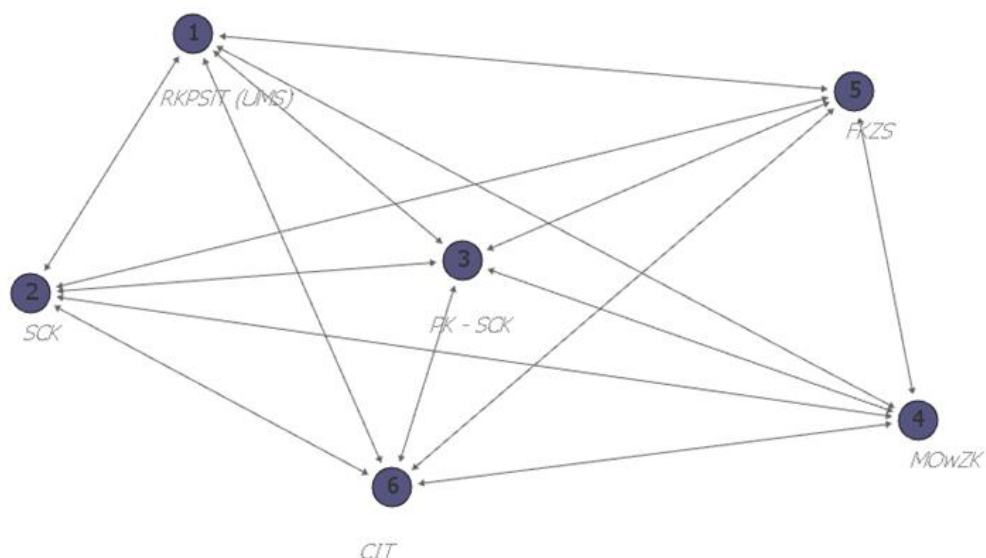 1
RKPSIT (UMS)
5
FKZS
3
PK - SCK
2
SCK
4
MOwZK
6
CIT